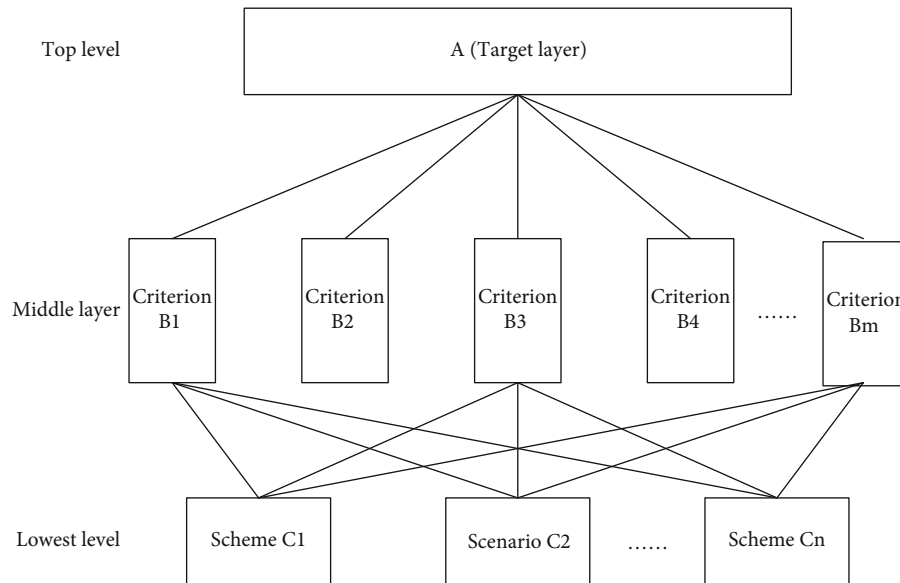 Top level
A (Target layer)
Middle layer
Criterion
B1
Criterion
B2
Criterion
B3
Criterion
B4
......
Criterion
Bm
Lowest level
Scheme C1
Scenario C2
......
Scheme Cn